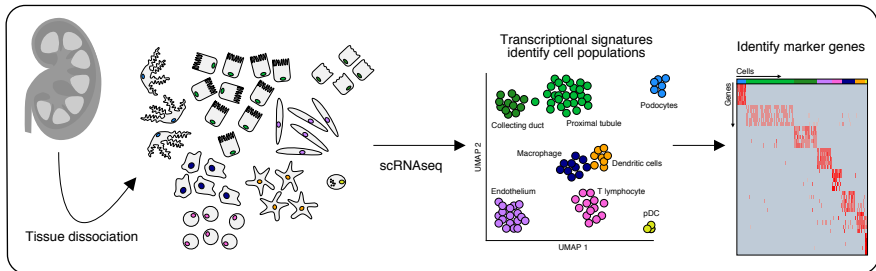 Tissue dissociation
scRNAseq
Transcriptional signatures
identify cell populations
Collecting duct
Proximal tubule
Podocytes
Macrophage
Dendritic cells
Endothelium
T lymphocyte
pDC
UMAP 2
UMAP 1
Identify marker genes
Cells
Genes